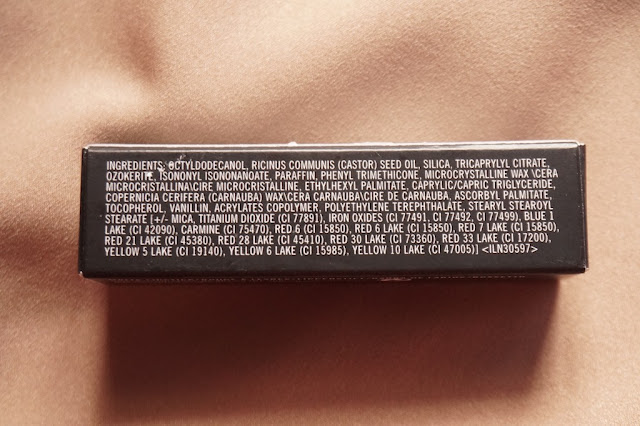 INGREDIENTS: OCTYLDODECANOL, RICINUS COMMUNIS (CASTOR) SEED OIL, SILICA, TRICAPRYLYL CITRATE,
OZOKERITE, ISONONYL ISONONANOATE, PARAFFIN, PHENYL TRIMETHICONE, MICROCRYSTALLINE WAX \CERA
MICROCRISTALLINA\CIRE MICROCRISTALLINE, ETHYLHEXYL PALMITATE, CAPRYLIC/CAPRIC TRIGLYCERIDE,
COPERNICIA CERIFERA (CARNAUBA) WAX\CERA CARNAUBA\CIRE DE CARNAUBA, ASCORBYL PALMITATE,
TOCOPHEROL, VANILLIN, ACRYLATES COPOLYMER, POLYETHYLENE TEREPHTHALATE, STEARYL STEAROYL
STEARATE [+/- MICA, TITANIUM DIOXIDE (CI 77891), IRON OXIDES (CI 77491, CI 77492, CI 77499), BLUE 1
LAKE (CI 42090), CARMINE (CI 75470), RED 6 (CI 15850), RED 6 LAKE (CI 15850), RED 7 LAKE (CI 15850),
RED 21 LAKE (CI 45380), RED 28 LAKE (CI 45410), RED 30 LAKE (CI 73360), RED 33 LAKE (CI 17200),
YELLOW 5 LAKE (CI 19140), YELLOW 6 LAKE (CI 15985), YELLOW 10 LAKE (CI 47005)] <ILN30597>